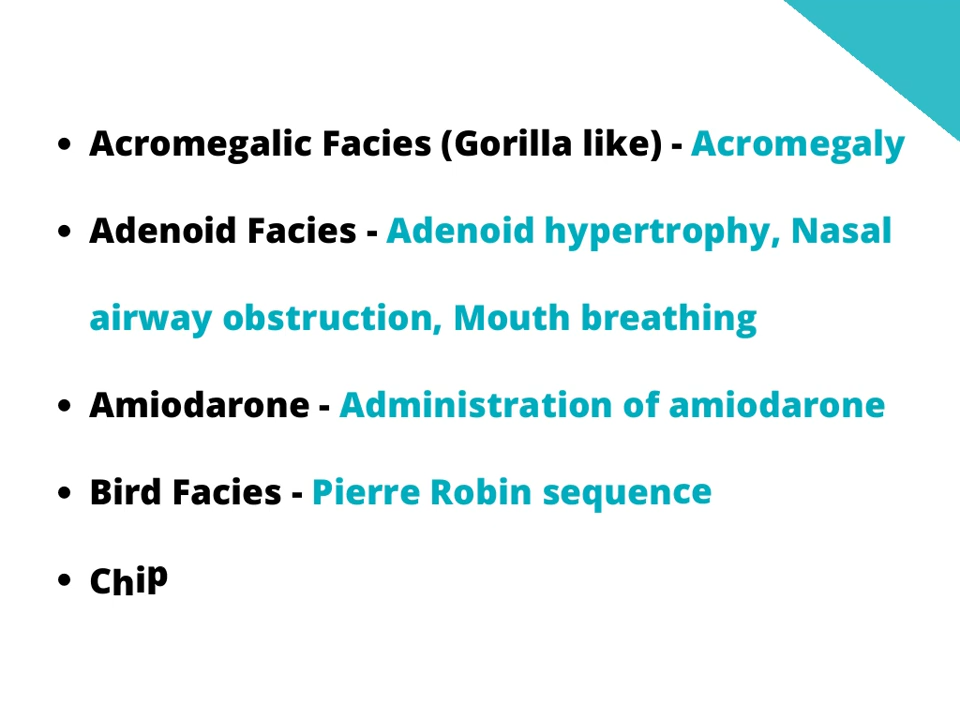 • Acromegalic Facies (Gorilla like) - Acromegaly
• Adenoid Facies - Adenoid hypertrophy, Nasal
airway obstruction, Mouth breathing
• Amiodarone - Administration of amiodarone
• Bird Facies - Pierre Robin sequence
• Chip